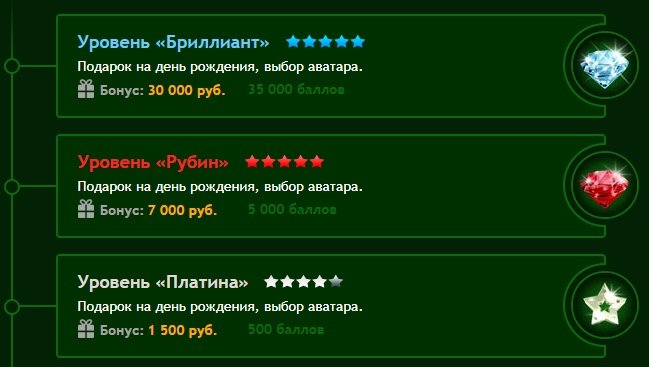 Уровень «Бриллиант»
Подарок на день рождения, выбор аватара.
Бонус: 30 000 руб. 35 000 баллов
Уровень «Рубин»
Подарок на день рождения, выбор аватара.
Бонус: 7 000 руб. 5 000 баллов
Уровень «Платина»
Подарок на день рождения, выбор аватара.
Бонус: 1 500 руб. 500 баллов